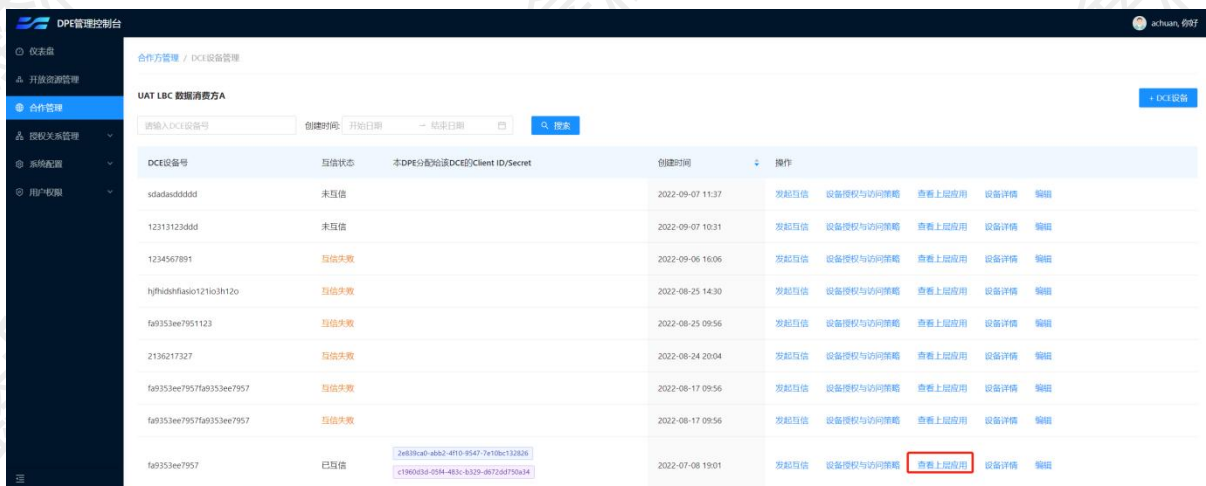 DPE管理控制台
achuan, 你好
仪表盘
开放资源管理
合作管理
授权关系管理
系统配置
用户权限
合作方管理 / DCE设备管理
UAT LBC 数据消费方A
+ DCE设备
请输入DCE设备号 创建时间: 开始日期 → 结束日期 搜索
DCE设备号 互信状态 本DPE分配给该DCE的Client ID/Secret 创建时间 操作
sdadasddddd 未互信 2022-09-07 11:37 发起互信 设备授权与访问策略 查看上层应用 设备详情 编辑
12313123ddd 未互信 2022-09-07 10:31 发起互信 设备授权与访问策略 查看上层应用 设备详情 编辑
1234567891 互信失败 2022-09-06 16:06 发起互信 设备授权与访问策略 查看上层应用 设备详情 编辑
hjfhidshfiasio121io3h12o 互信失败 2022-08-25 14:30 发起互信 设备授权与访问策略 查看上层应用 设备详情 编辑
fa9353ee7951123 互信失败 2022-08-25 09:56 发起互信 设备授权与访问策略 查看上层应用 设备详情 编辑
2136217327 互信失败 2022-08-24 20:04 发起互信 设备授权与访问策略 查看上层应用 设备详情 编辑
fa9353ee7957fa9353ee7957 互信失败 2022-08-17 09:56 发起互信 设备授权与访问策略 查看上层应用 设备详情 编辑
fa9353ee7957fa9353ee7957 互信失败 2022-08-17 09:56 发起互信 设备授权与访问策略 查看上层应用 设备详情 编辑
2e839ca0-abb2-4f10-9547-7e10bc132826
fa9353ee7957 已互信 2022-07-08 19:01 发起互信 设备授权与访问策略 查看上层应用 设备详情 编辑
c1960d3d-05f4-483c-b329-d672dd750a34